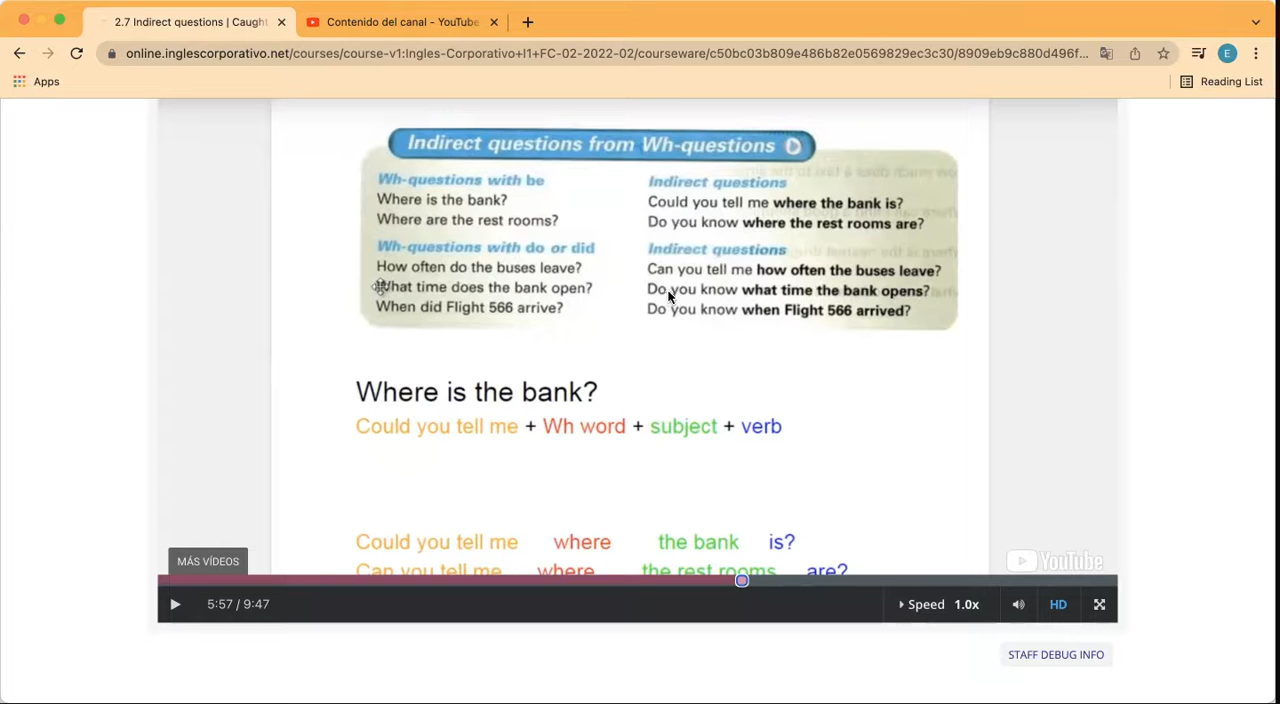 2.7 Indirect questions | Caught
Contenido del canal - YouTube
online.inglescorporativo.net/courses/course-v1:Ingles-Corporativo+I1+FC-02-2022-02/courseware/c50bc03b809e486b82e0569829ec3c30/8909eb9c880d496f...
E
Apps
Reading List
Indirect questions from Wh-questions
Wh-questions with be
Where is the bank?
Where are the rest rooms?
Indirect questions
Could you tell me where the bank is?
Do you know where the rest rooms are?
Wh-questions with do or did
How often do the buses leave?
What time does the bank open?
When did Flight 566 arrive?
Indirect questions
Can you tell me how often the buses leave?
Do you know what time the bank opens?
Do you know when Flight 566 arrived?
Where is the bank?
Could you tell me + Wh word + subject + verb
Could you tell me where the bank is?
Can you tell me where the rest rooms are?
MÁS VÍDEOS
YouTube
5:57 / 9:47
Speed 1.0x
HD
STAFF DEBUG INFO